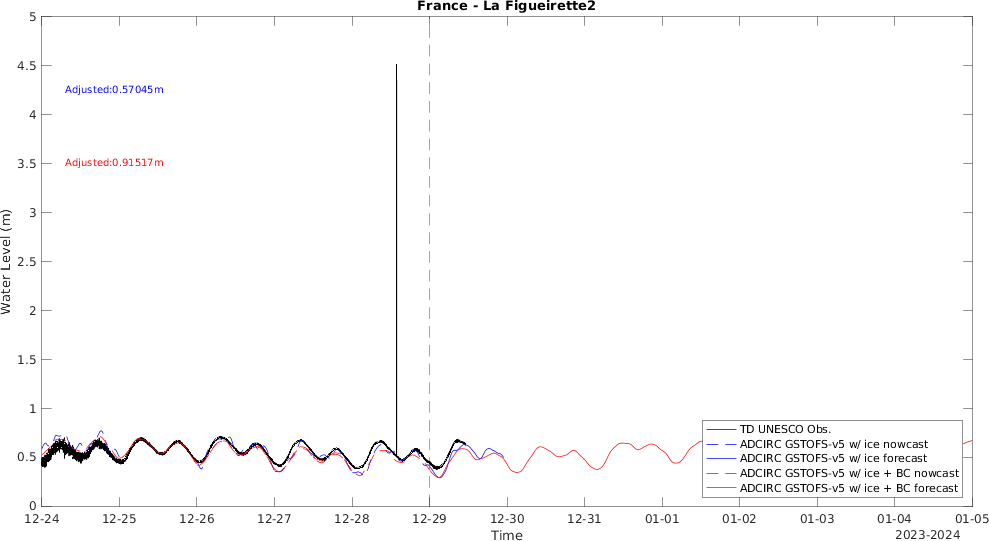 France - La Figueirette2
5
4.5
4
3.5
3
2.5
2
1.5
1
0.5
0
Water Level (m)
Adjusted:0.57045m
Adjusted:0.91517m
TD UNESCO Obs.
ADCIRC GSTOFS-v5 w/ ice nowcast
ADCIRC GSTOFS-v5 w/ ice forecast
ADCIRC GSTOFS-v5 w/ ice + BC nowcast
ADCIRC GSTOFS-v5 w/ ice + BC forecast
12-24 12-25 12-26 12-27 12-28 12-29 12-30 12-31 01-01 01-02 01-03 01-04 01-05
Time
2023-2024